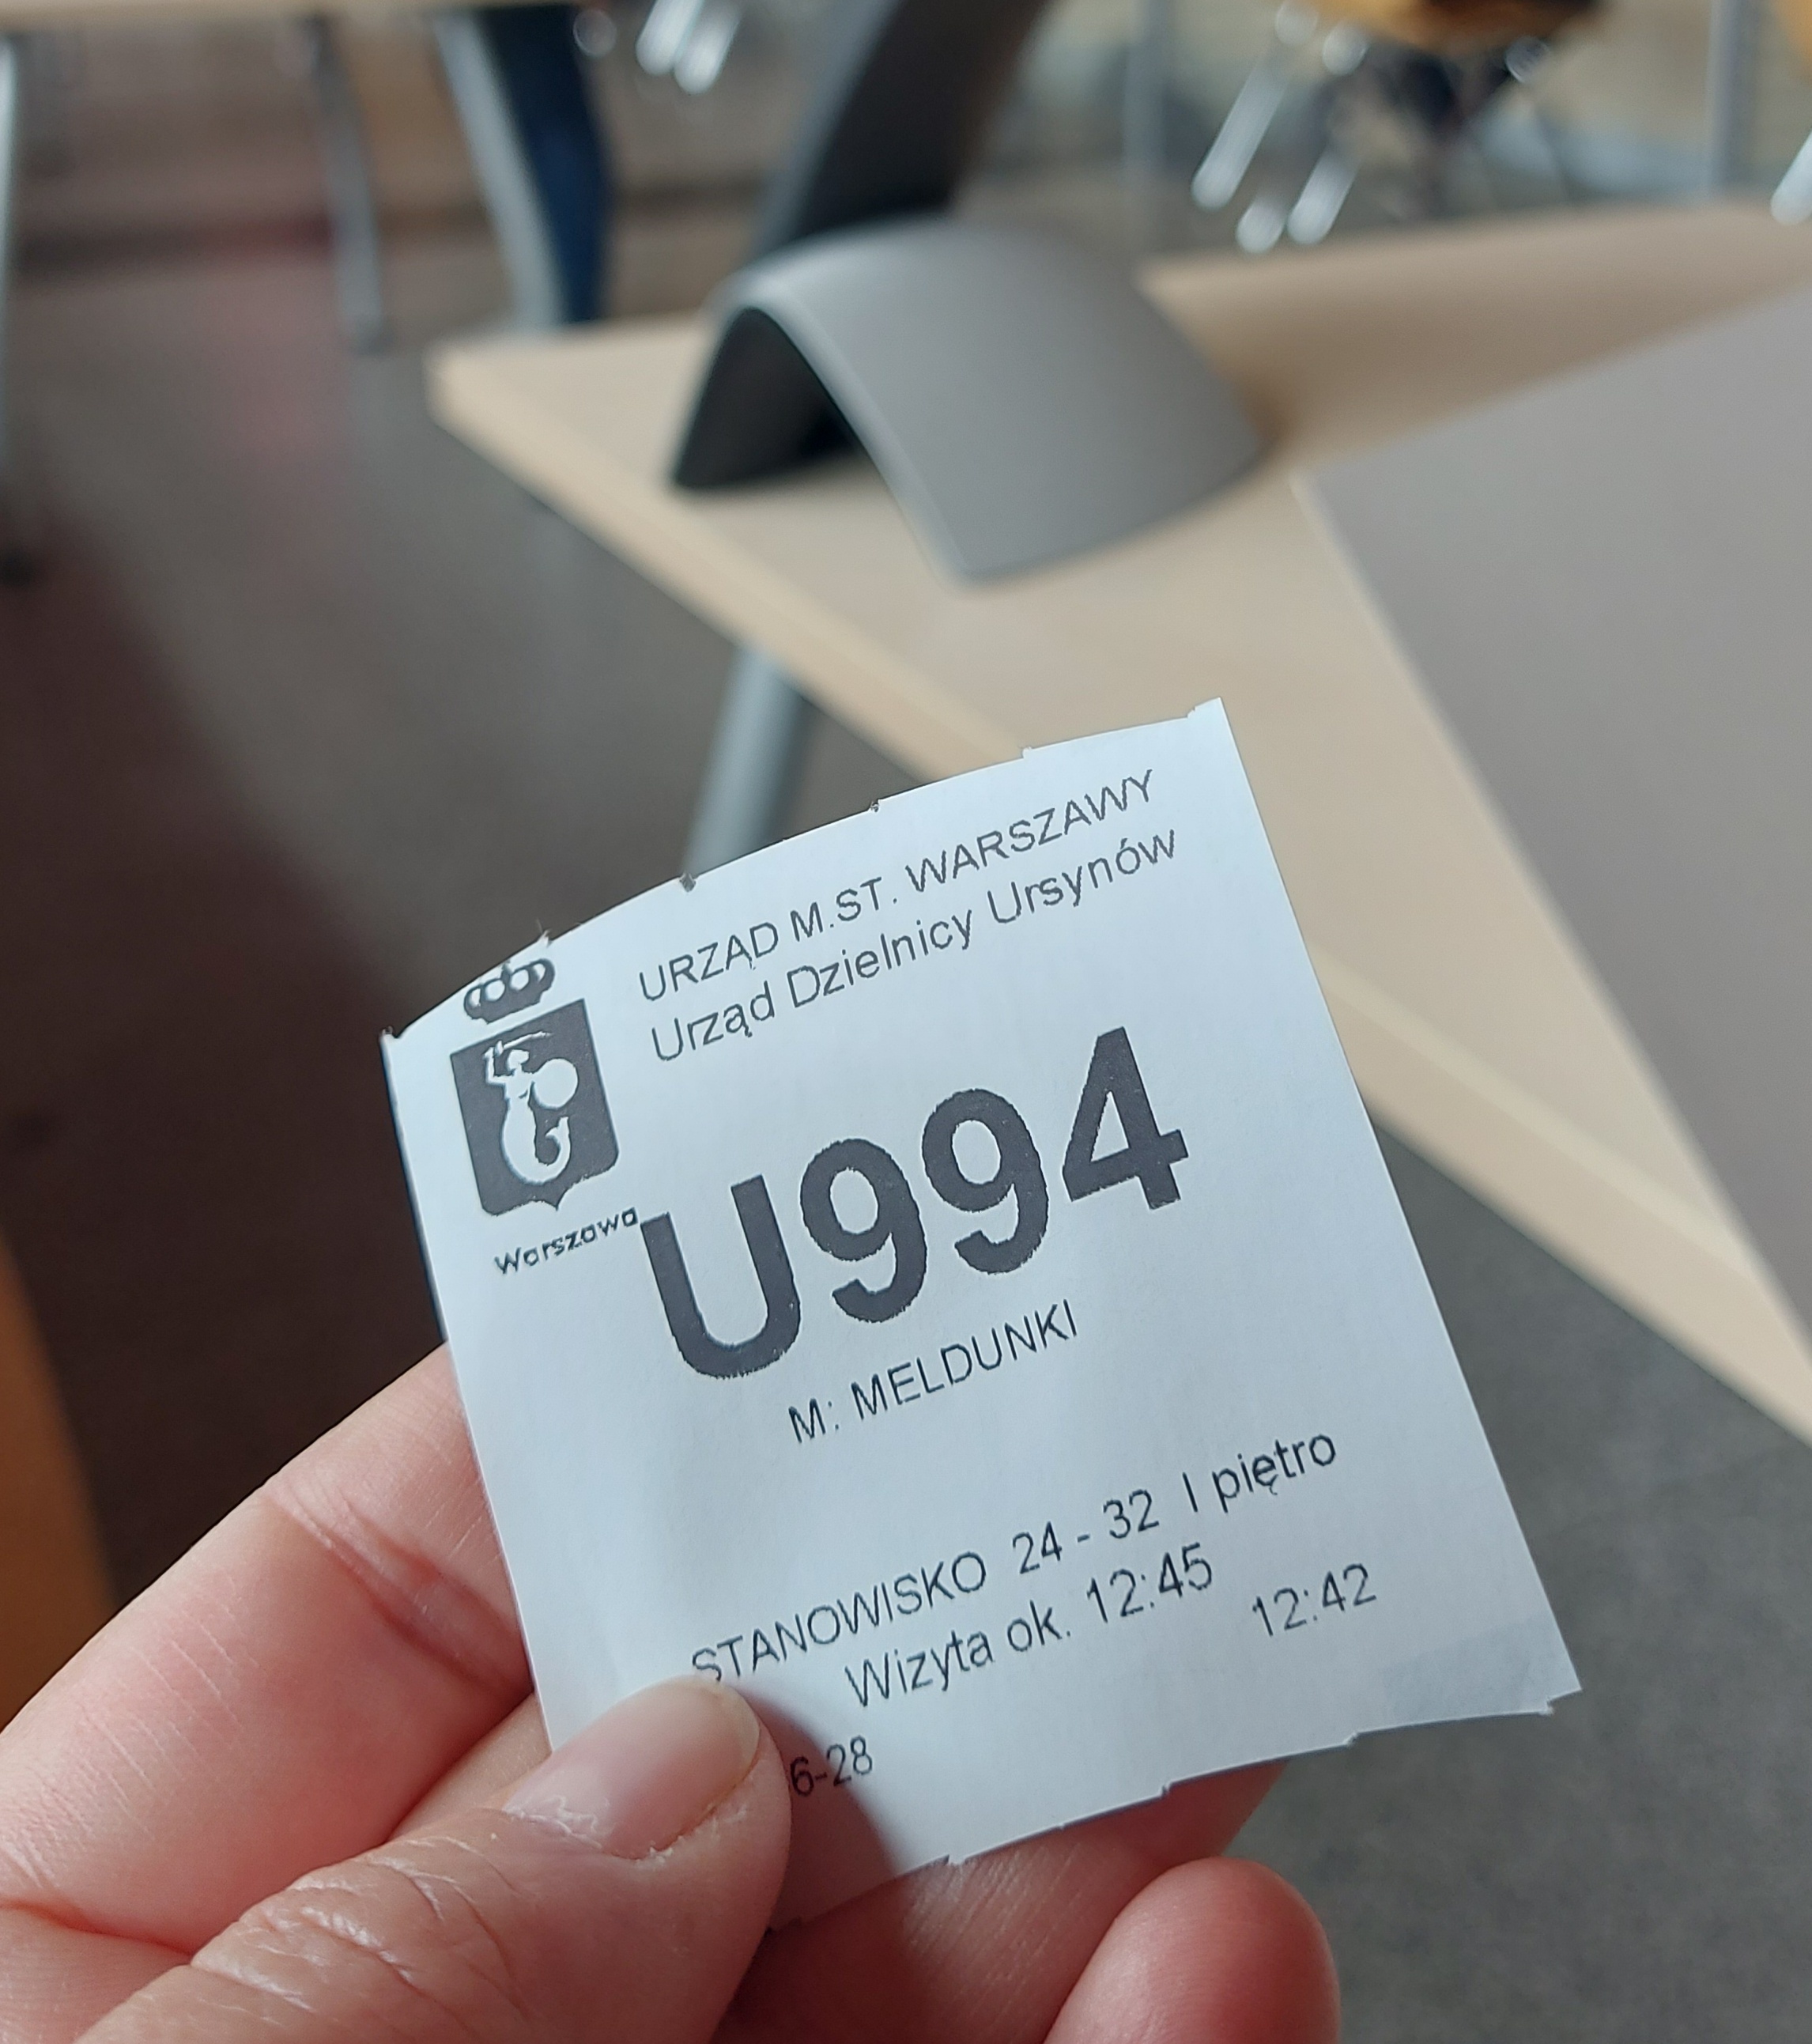 URZĄD M.ST. WARSZAWY
Urząd Dzielnicy Ursynów
Warszawa
U994
M: MELDUNKI
STANOWISKO 24 - 32 I piętro
Wizyta ok. 12:45
12:42
6-28